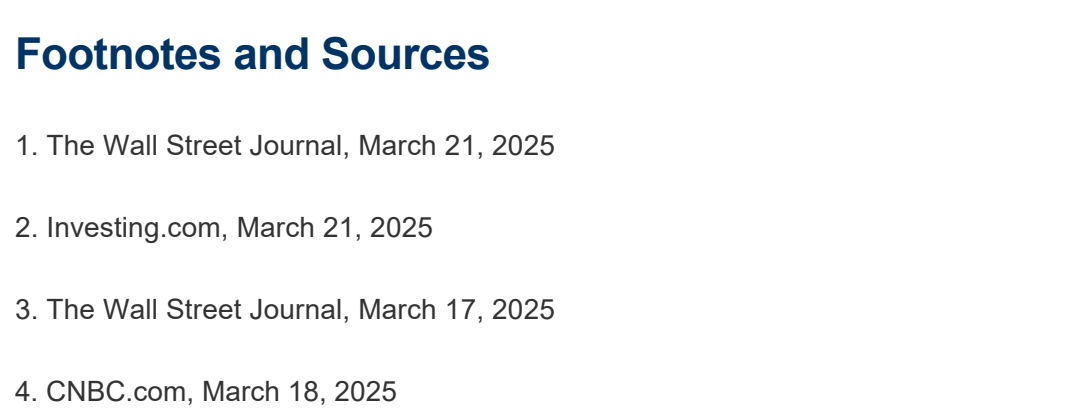 Footnotes and Sources
1. The Wall Street Journal, March 21, 2025
2. Investing.com, March 21, 2025
3. The Wall Street Journal, March 17, 2025
4. CNBC.com, March 18, 2025